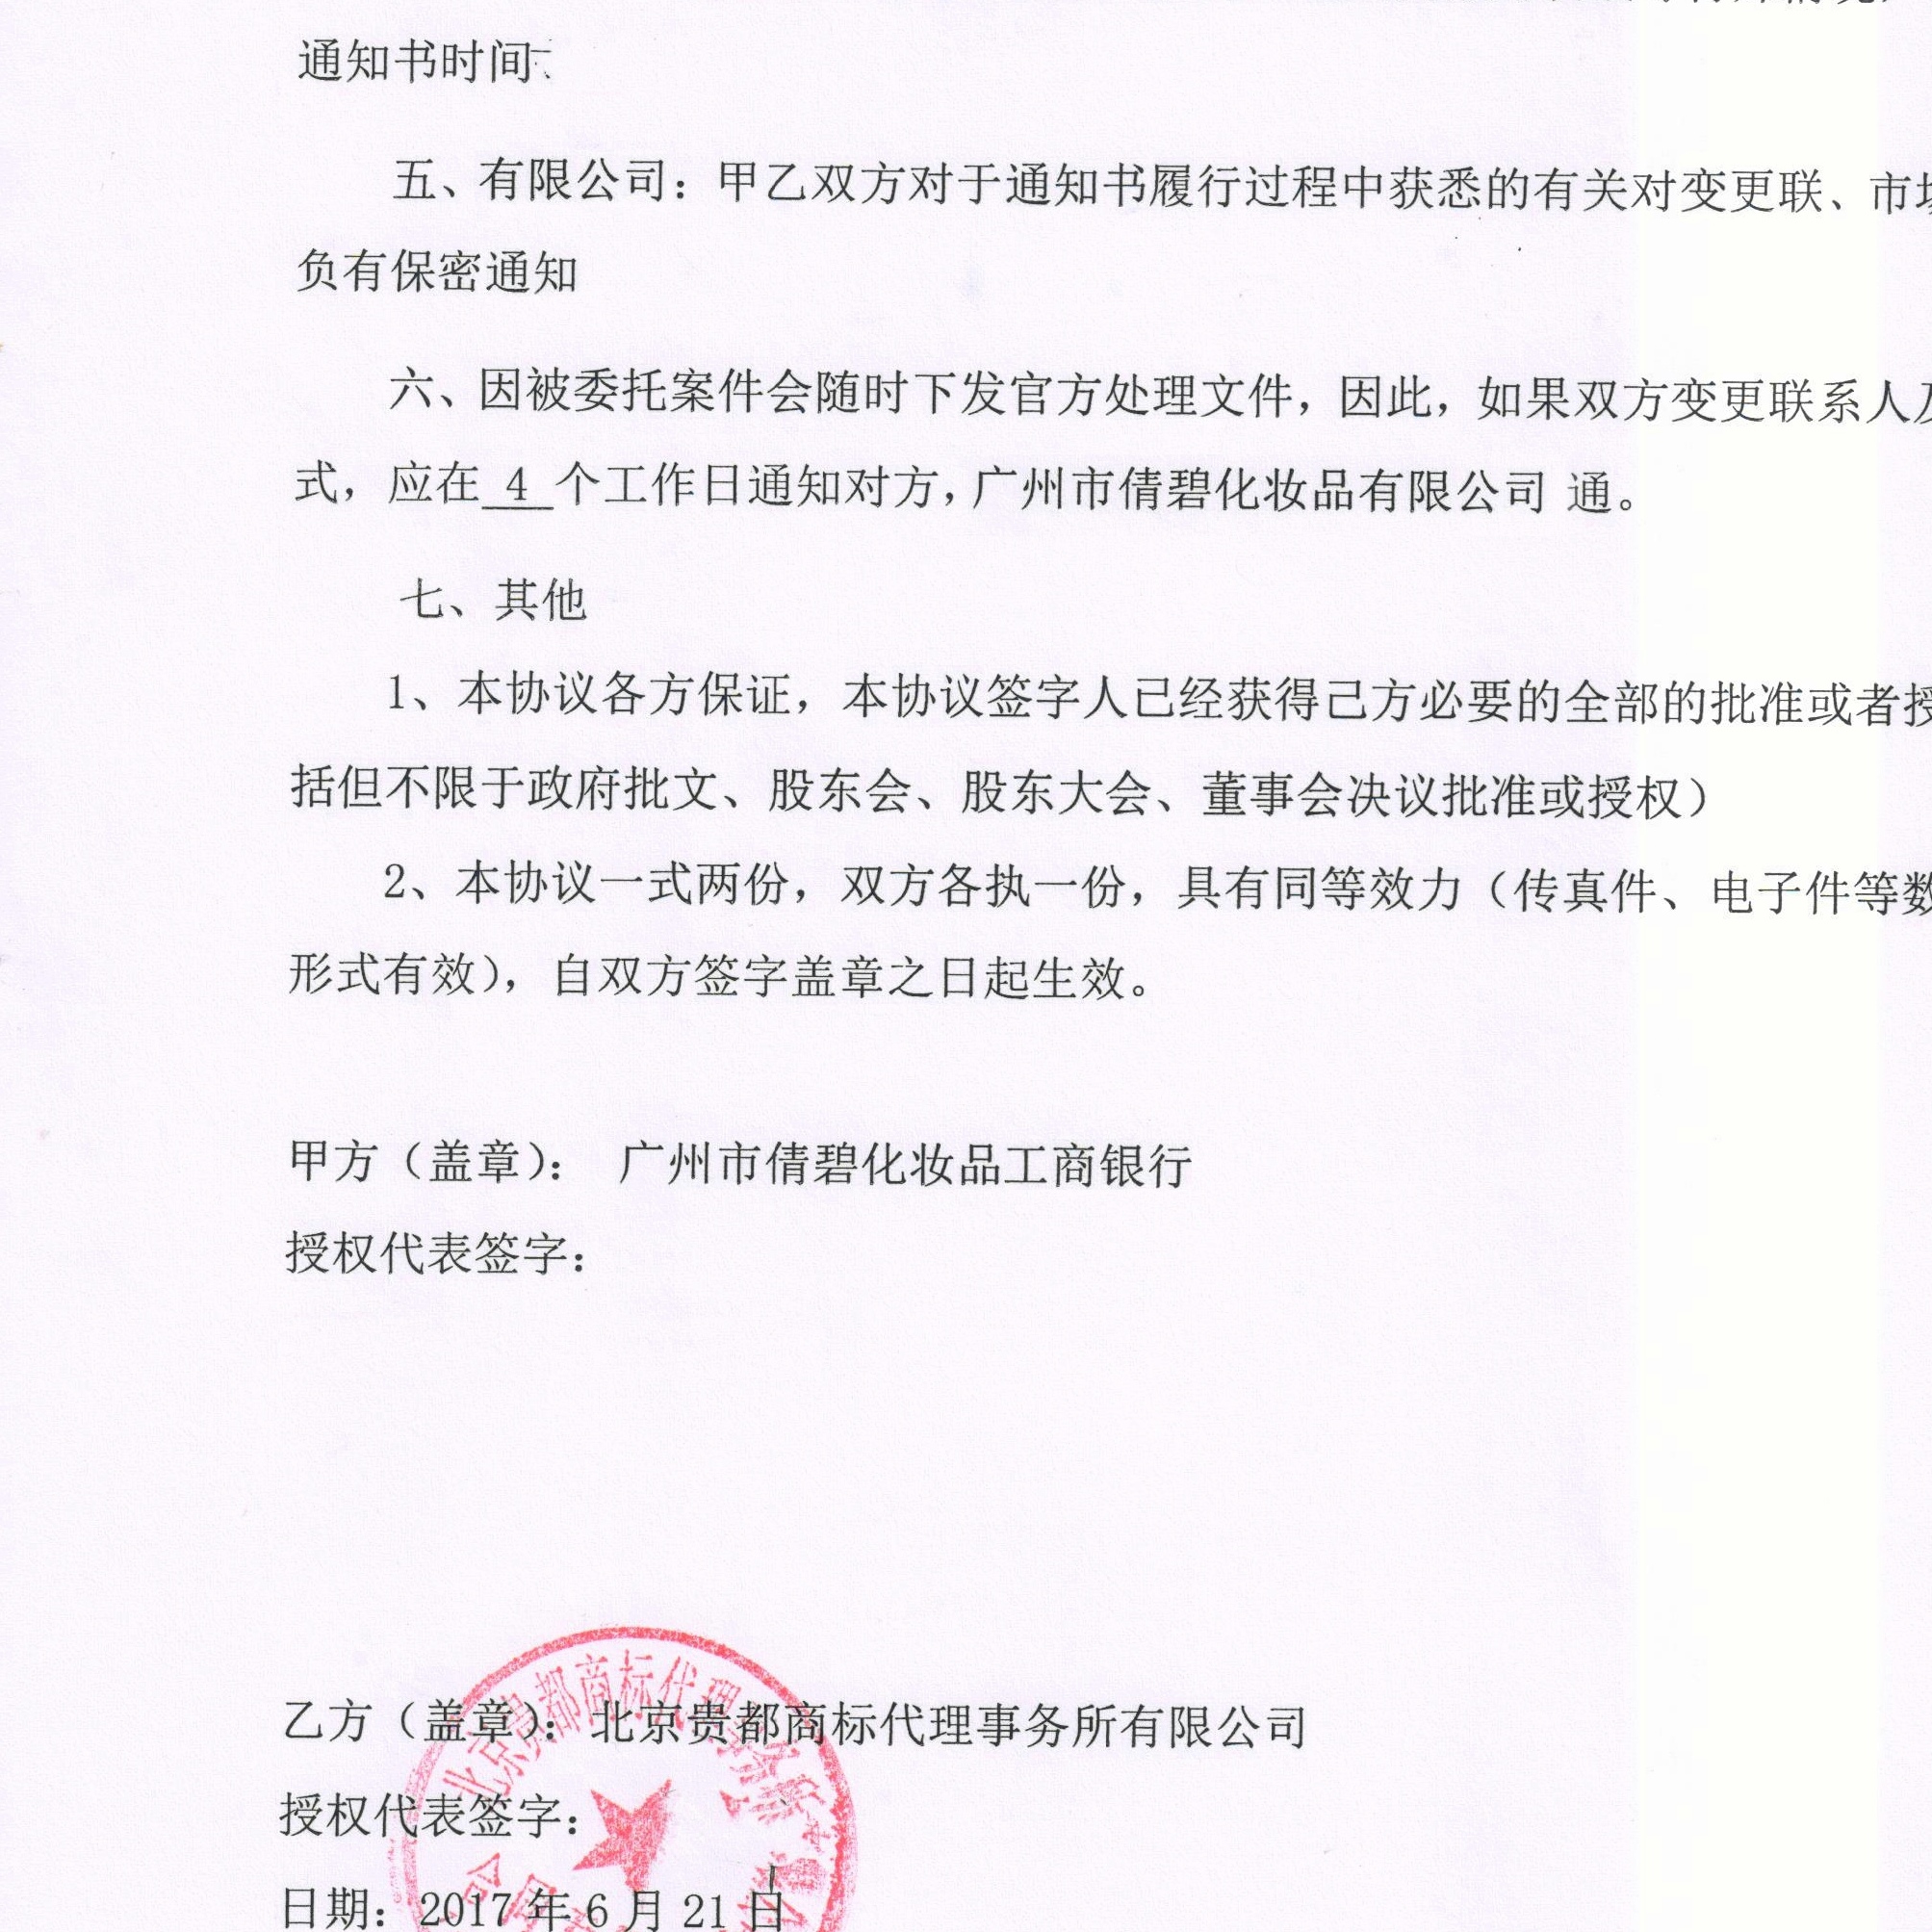 通知书时间
五、有限公司：甲乙双方对于通知书履行过程中获悉的有关对变更联、市
负有保密通知
六、因被委托案件会随时下发官方处理文件，因此，如果双方变更联系人及
式，应在 4 个工作日通知对方，广州市倩碧化妆品有限公司 通。
七、其他
1、本协议各方保证，本协议签字人已经获得己方必要的全部的批准或者授
括但不限于政府批文、股东会、股东大会、董事会决议批准或授权）
2、本协议一式两份，双方各执一份，具有同等效力（传真件、电子件等数
形式有效），自双方签字盖章之日起生效。
甲方（盖章）： 广州市倩碧化妆品工商银行
授权代表签字：
北京贵都商标代理事务所有限公
乙方（盖章）：北京贵都商标代理事务所有限公司
授权代表签字：
日期：2017 年 6 月 21 日